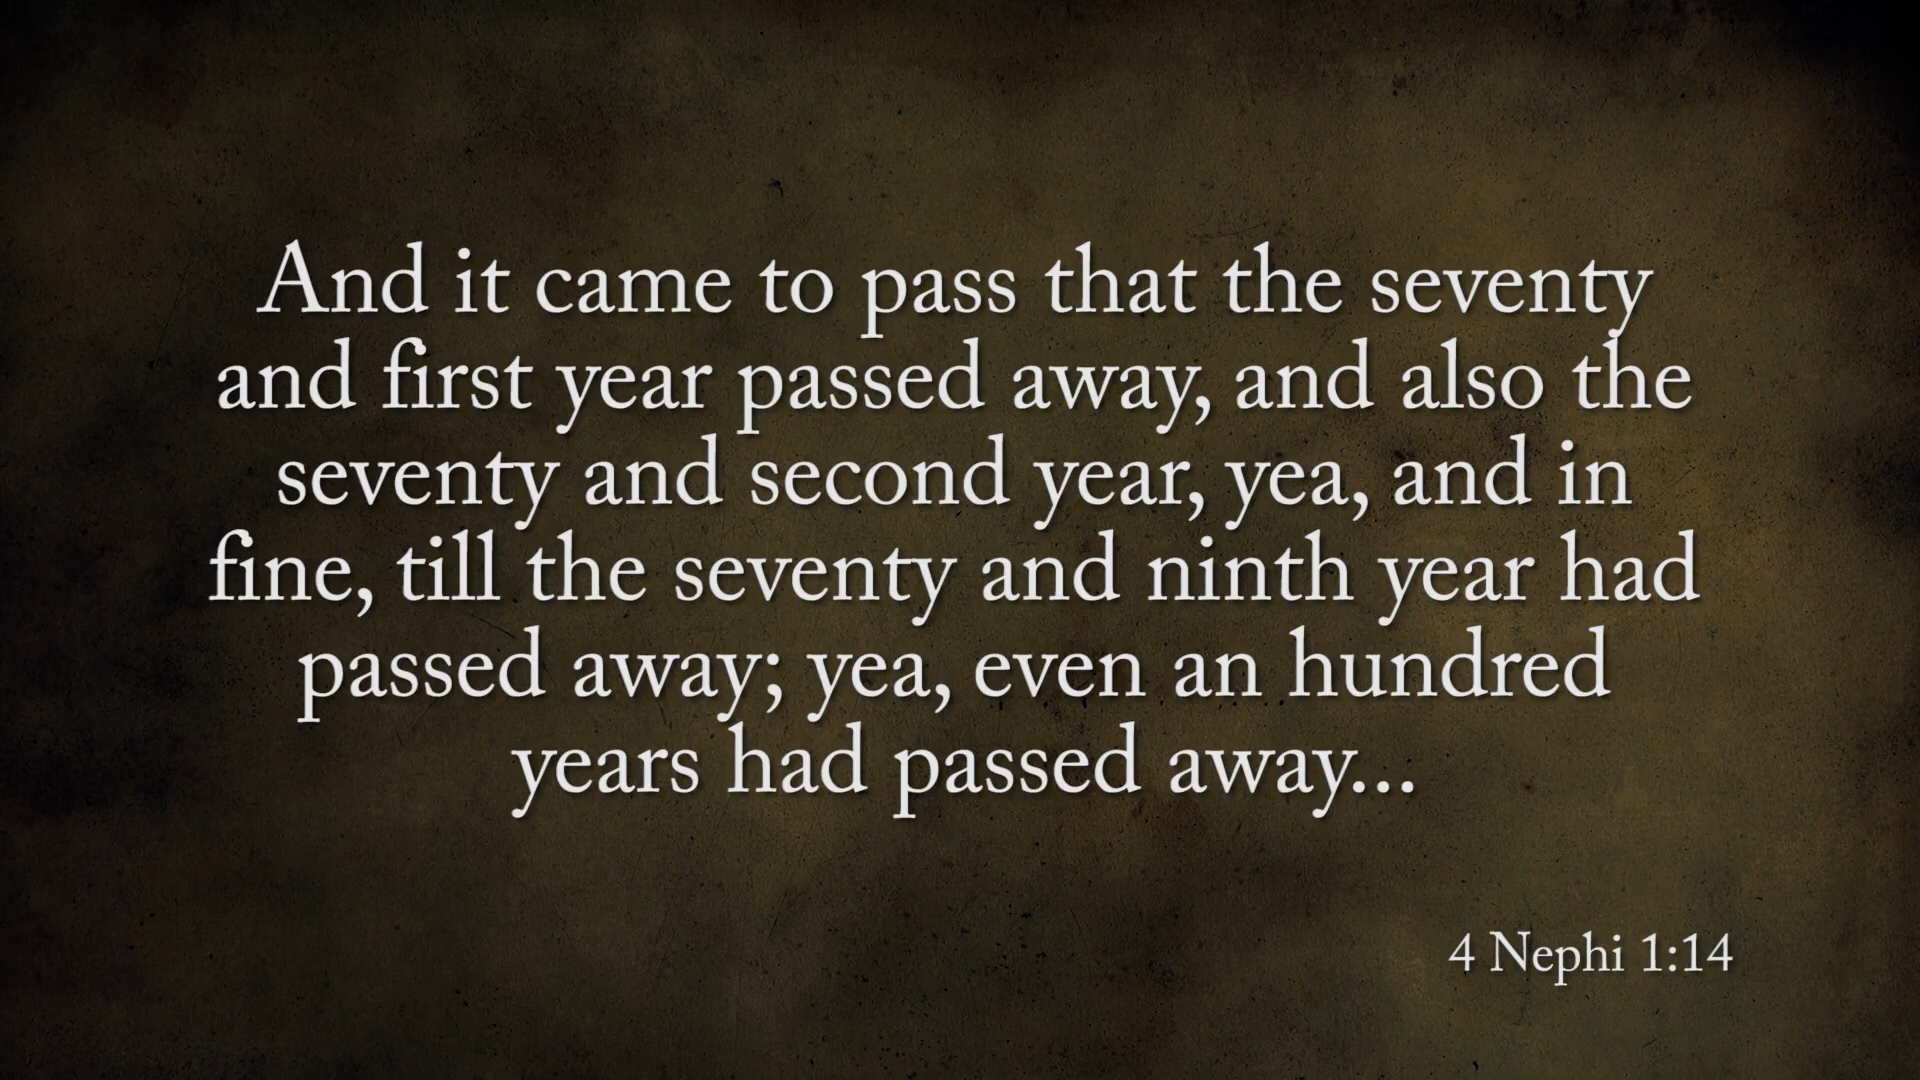 And it came to pass that the seventy
and first year passed away, and also the
seventy and second year, yea, and in
fine, till the seventy and ninth year had
passed away; yea, even an hundred
years had passed away...
4 Nephi 1:14